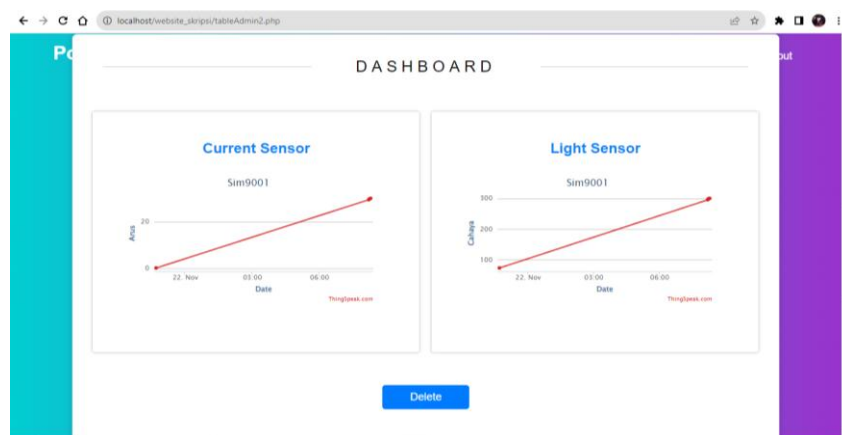 localhost/website_skripsi/tableAdmin2.php
Po
out
DASHBOARD
Current Sensor
Sim9001
Arus
20
0
22. Nov 03:00 06:00
Date
ThingSpeak.com
Light Sensor
Sim9001
Cahaya
300
200
100
22. Nov 03:00 06:00
Date
ThingSpeak.com
Delete